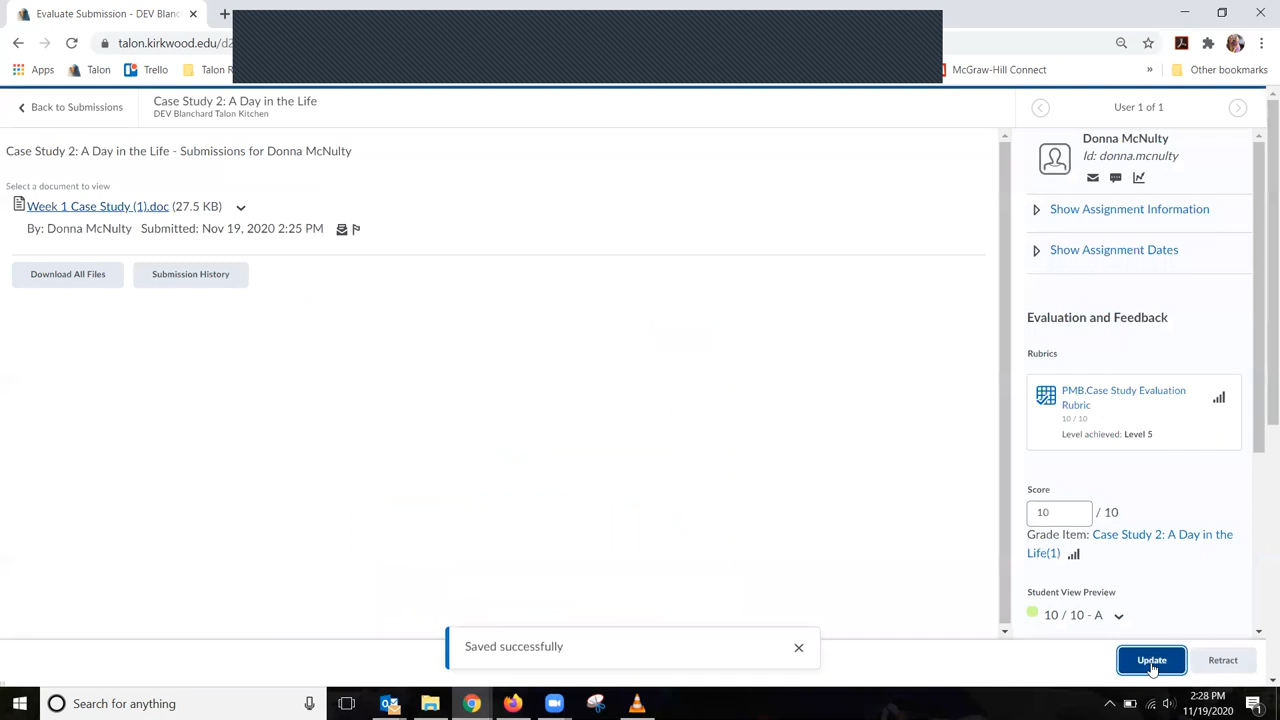 Evaluate Submission - DEV Blanc
talon.kirkwood.edu/d2
Apps Talon Trello Talon R McGraw-Hill Connect » Other bookmarks
Back to Submissions
Case Study 2: A Day in the Life
DEV Blanchard Talon Kitchen
User 1 of 1
Case Study 2: A Day in the Life - Submissions for Donna McNulty
Select a document to view
Week 1 Case Study (1).doc (27.5 KB)
By: Donna McNulty Submitted: Nov 19, 2020 2:25 PM
Download All Files Submission History
Donna McNulty
Id: donna.mcnulty
Show Assignment Information
Show Assignment Dates
Evaluation and Feedback
Rubrics
PMB.Case Study Evaluation
Rubric
10 / 10
Level achieved: Level 5
Score
10 / 10
Grade Item: Case Study 2: A Day in the
Life(1)
Student View Preview
10 / 10 - A
Saved successfully
Update Retract
Search for anything
2:28 PM
11/19/2020
1